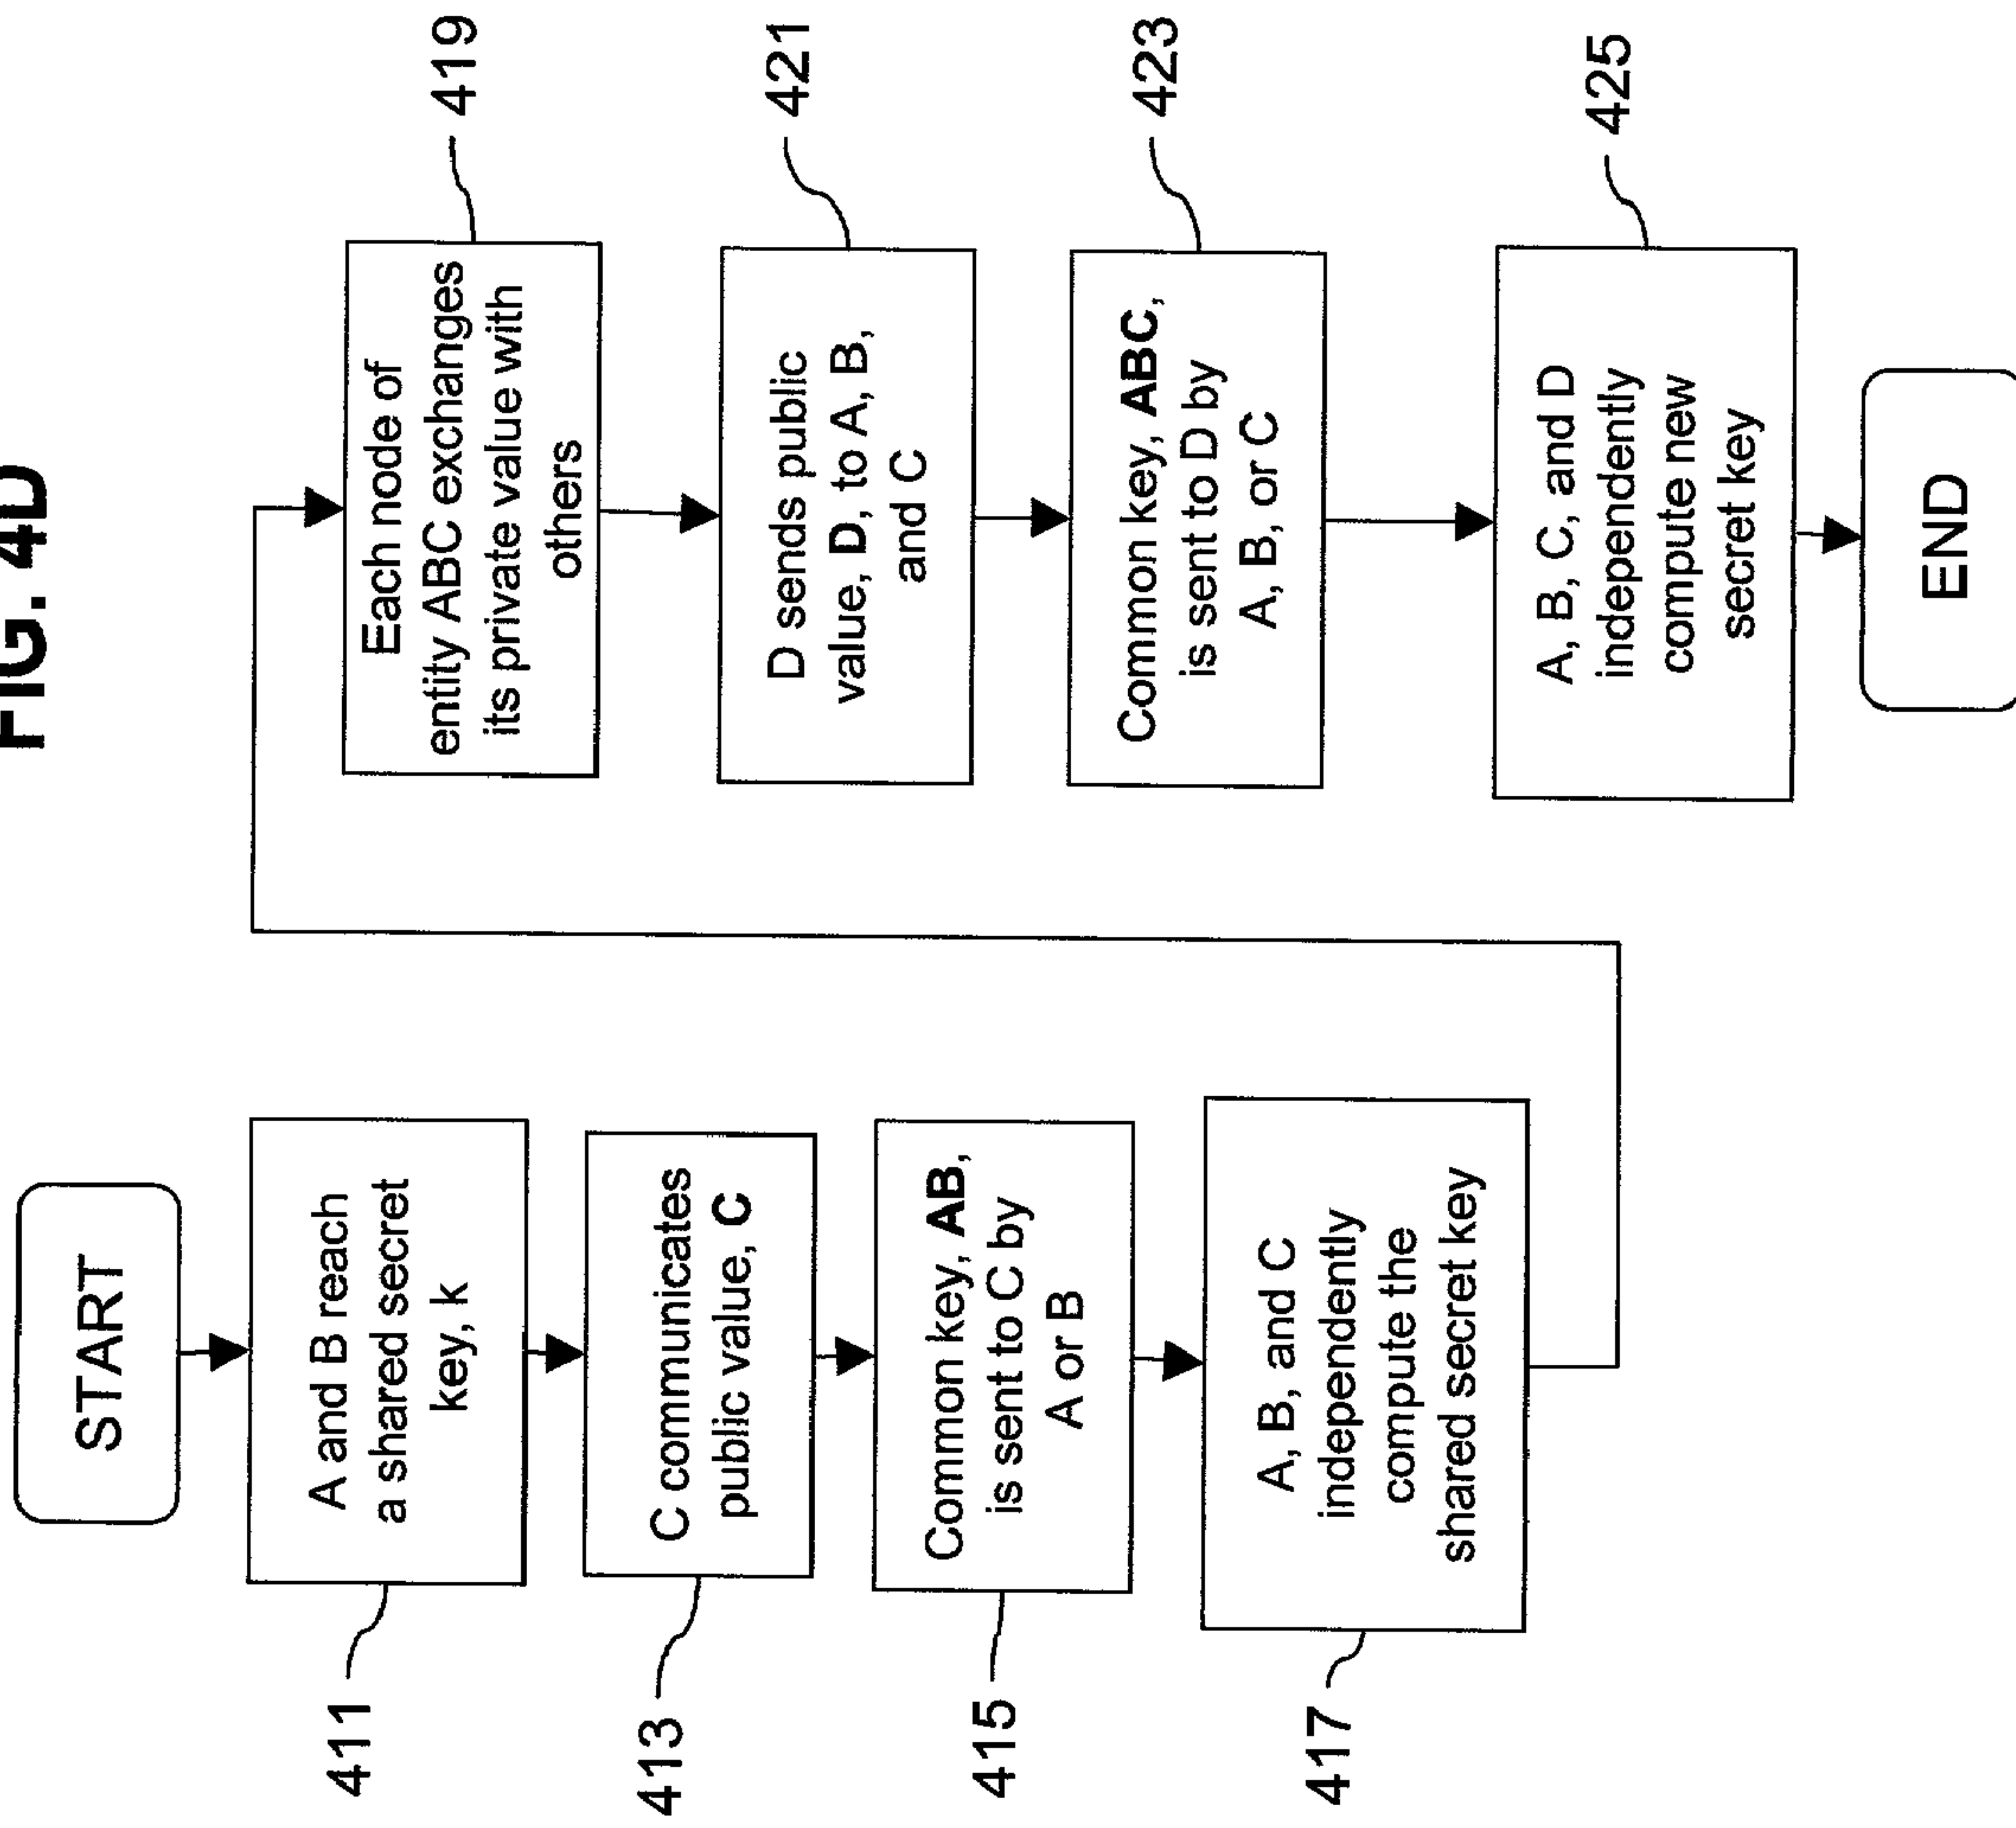 FIG. 4D
START
A and B reach
a shared secret
key, k
411
C communicates
public value, C
413
Common key, AB,
is sent to C by
A or B
415
A, B, and C
independently
compute the
shared secret key
417
Each node of
entity ABC exchanges
its private value with
others
419
D sends public
value, D, to A, B,
and C
421
Common key, ABC,
is sent to D by
A, B, or C
423
A, B, C, and D
independently
compute new
secret key
425
END